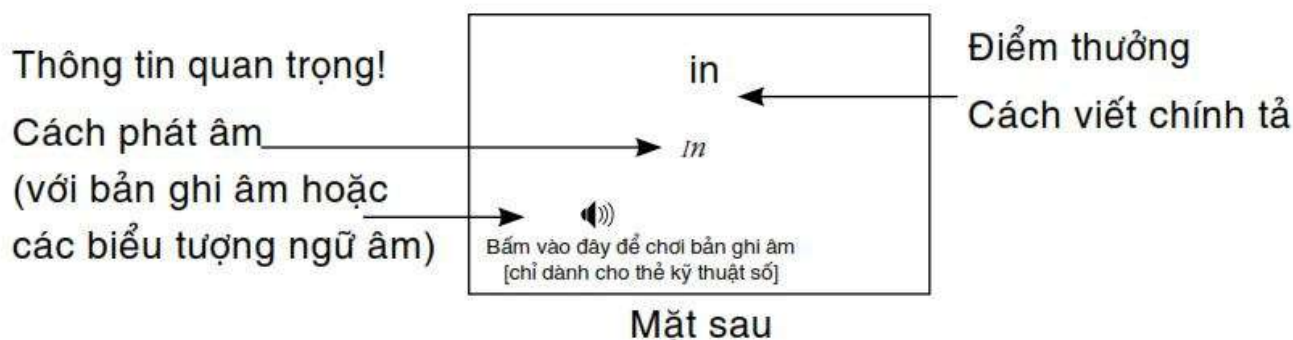 Thông tin quan trọng!
Cách phát âm
(với bản ghi âm hoặc
các biểu tượng ngữ âm)
in
In
Bấm vào đây để chơi bản ghi âm
[chỉ dành cho thẻ kỹ thuật số]
Điểm thưởng
Cách viết chính tả
Măt sau